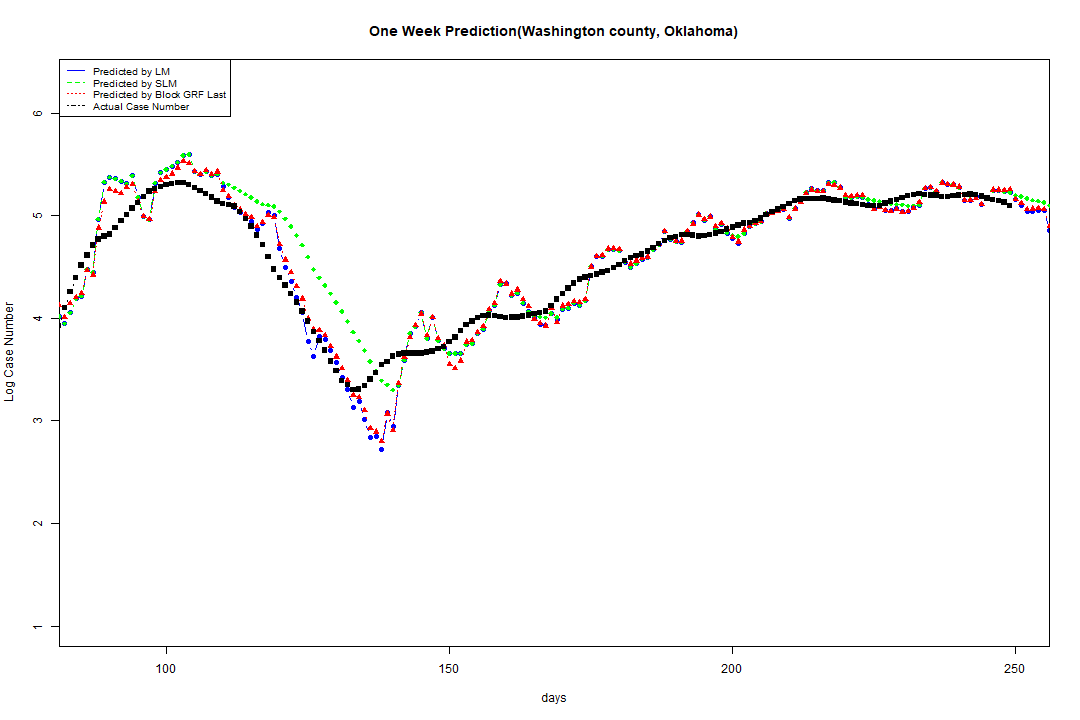 One Week Prediction(Washington county, Oklahoma)
Predicted by LM
Predicted by SLM
Predicted by Block GRF Last
Actual Case Number
Log Case Number
6
5
4
3
2
1
100 150 200 250
days